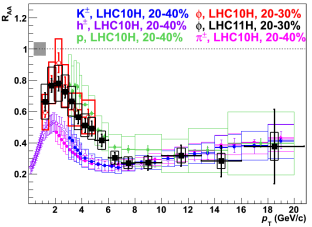 K±, LHC10H, 20-40%
h±, LHC10H, 20-40%
p, LHC10H, 20-40%
ϕ, LHC10H, 20-30%
ϕ, LHC11H, 20-30%
π±, LHC10H, 20-40%
R_AA
1
0.8
0.6
0.4
0.2
0 2 4 6 8 10 12 14 16 18 20
p_T (GeV/c)